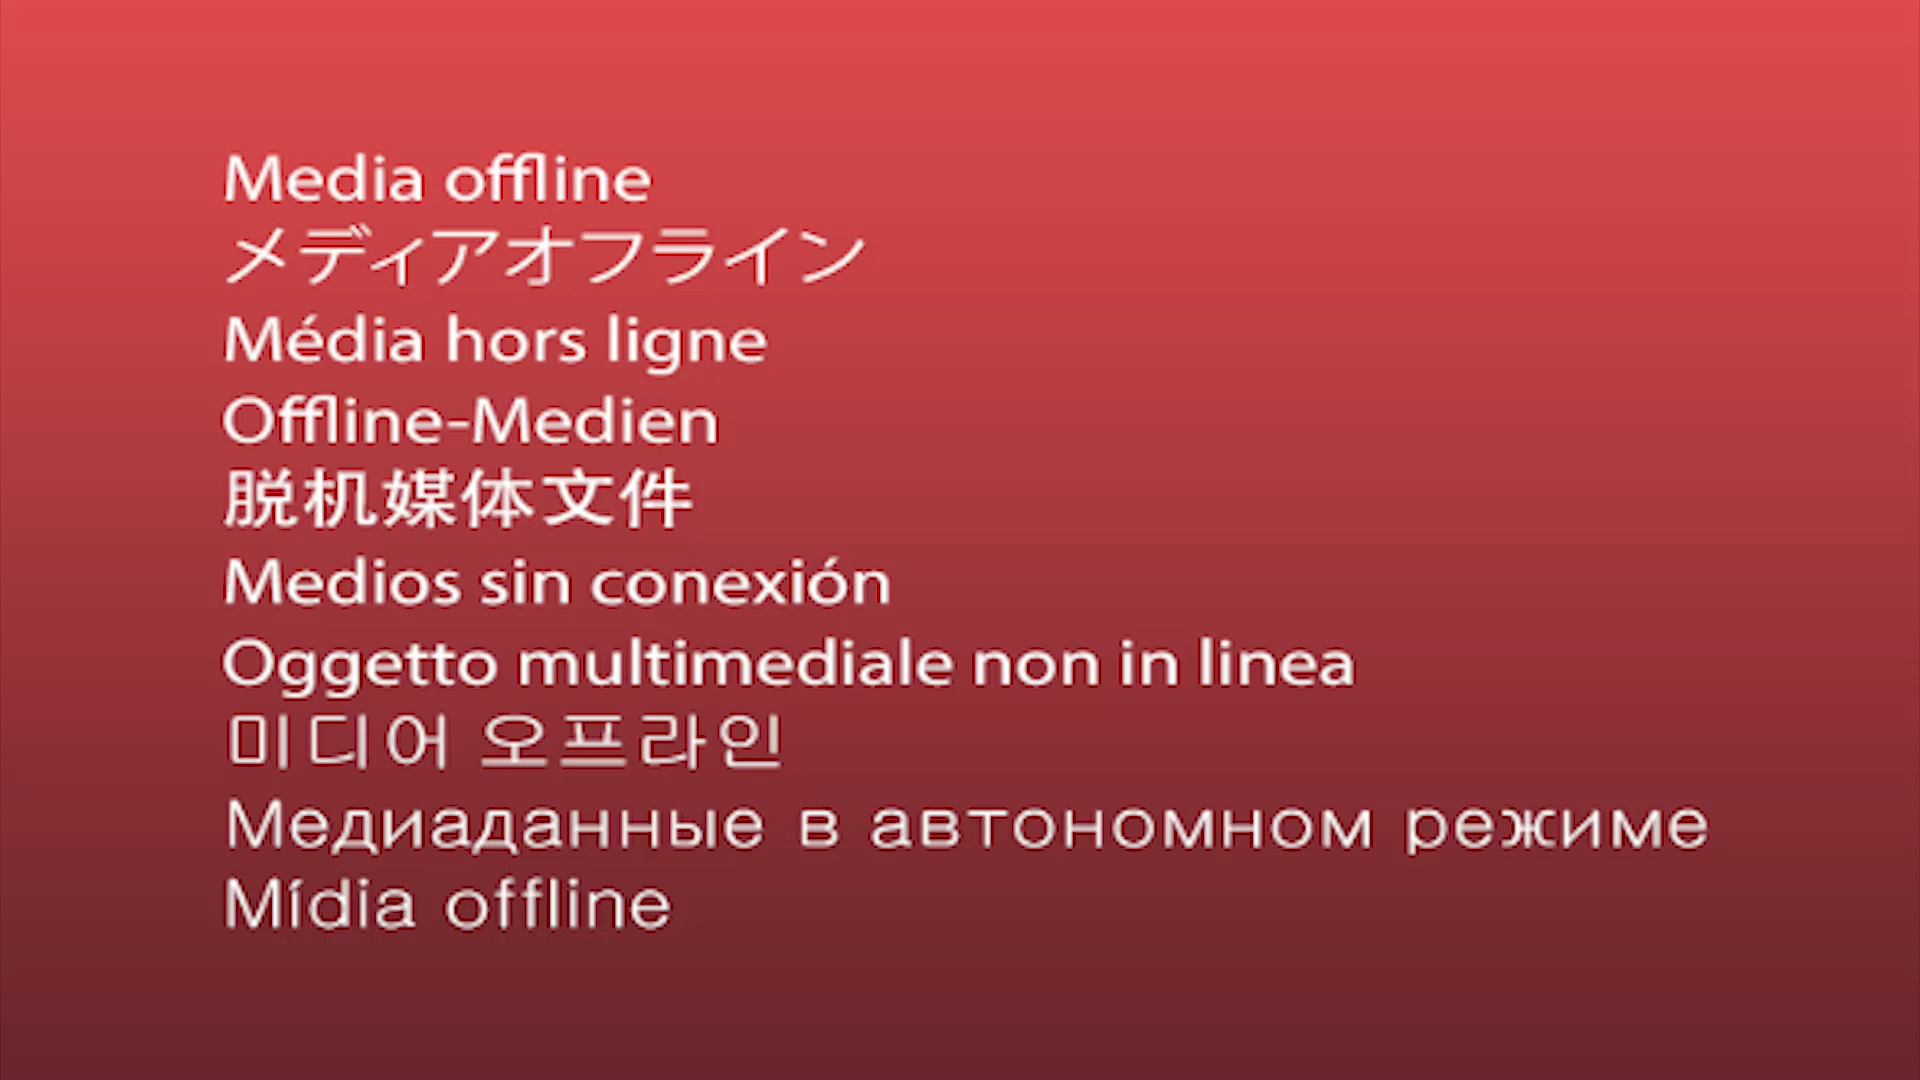 Media offline
メディアオフライン
Média hors ligne
Offline-Medien
脱机媒体文件
Medios sin conexión
Oggetto multimediale non in linea
미디어 오프라인
Медиаданные в автономном режиме
Mídia offline